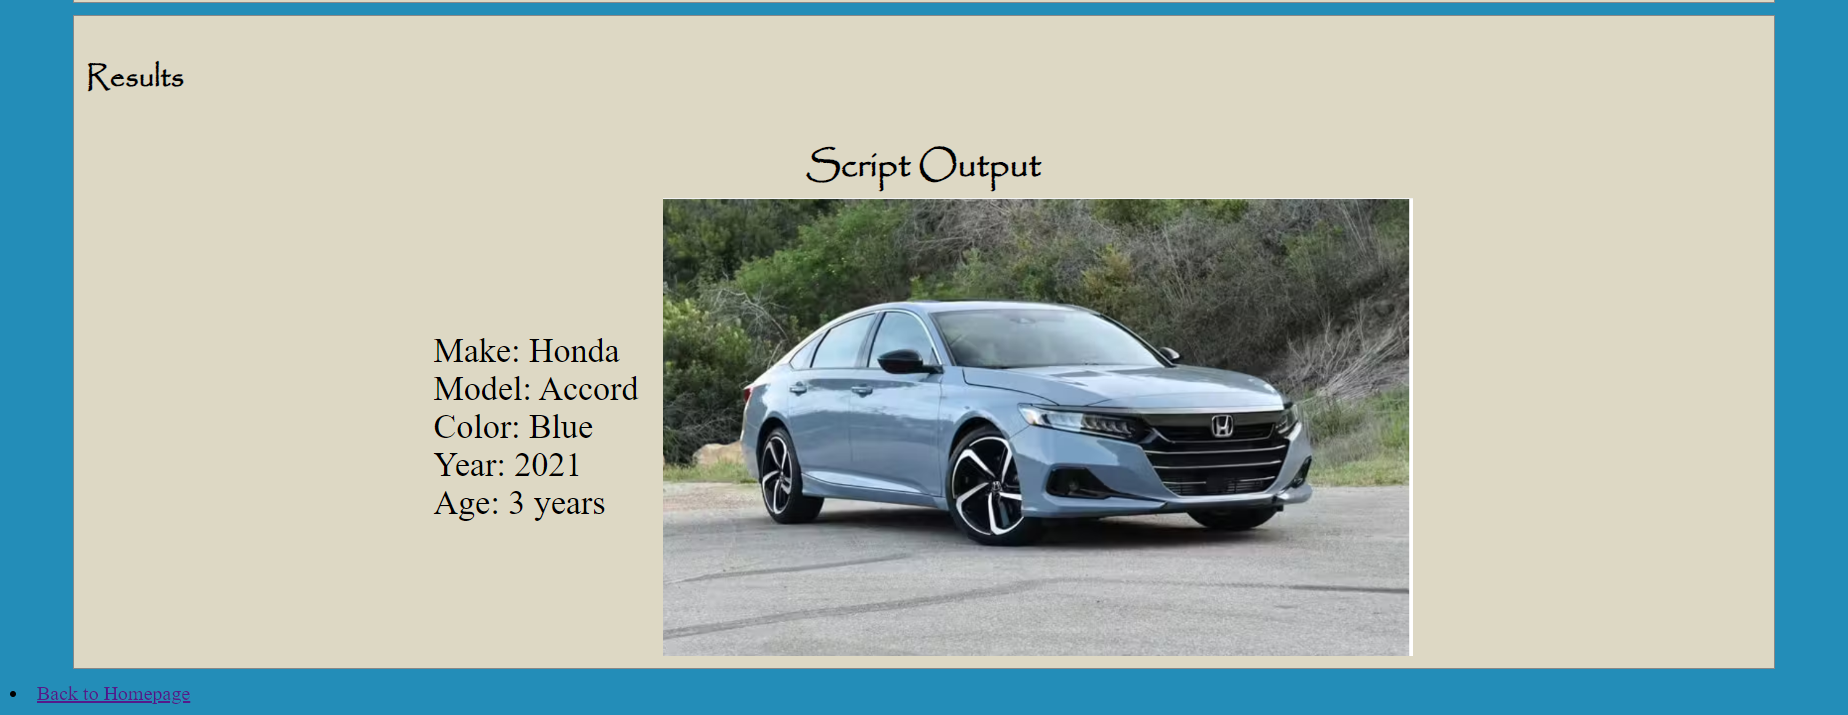 Results
Script Output
Make: Honda
Model: Accord
Color: Blue
Year: 2021
Age: 3 years
Back to Homepage